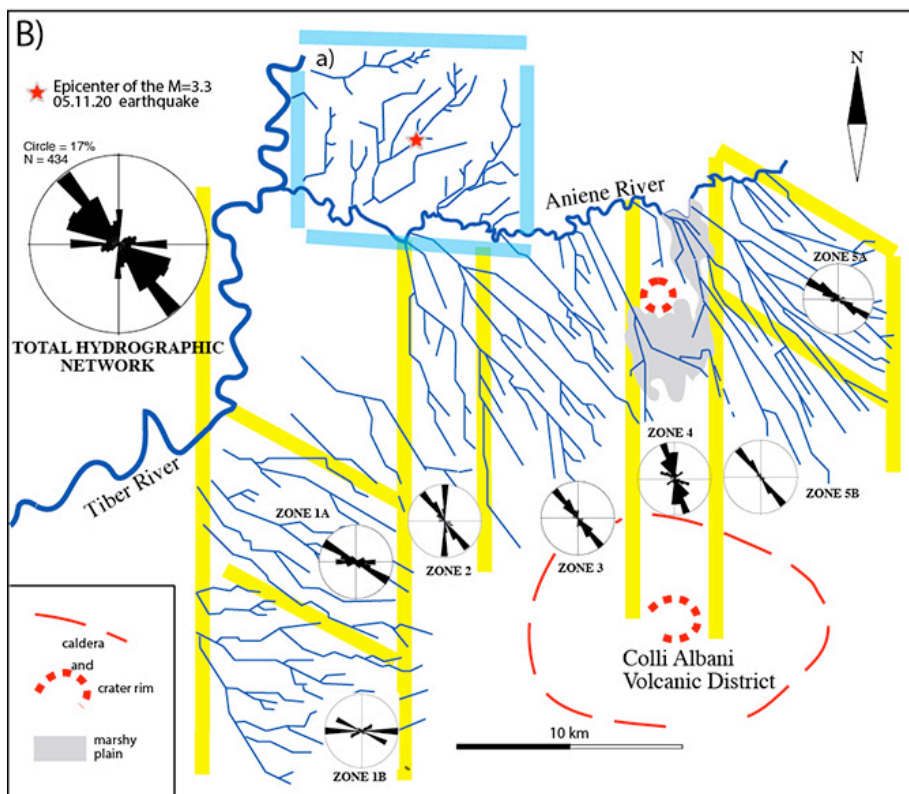 B)
a)
Epicenter of the M=3.3
05.11.20 earthquake
Circle = 17%
N = 434
TOTAL HYDROGRAPHIC
NETWORK
N
Aniene River
Tiber River
ZONE 5A
ZONE 4
ZONE 5B
ZONE 1A
ZONE 2
ZONE 3
ZONE 1B
Colli Albani
Volcanic District
10 km
caldera
and
crater rim
marshy
plain